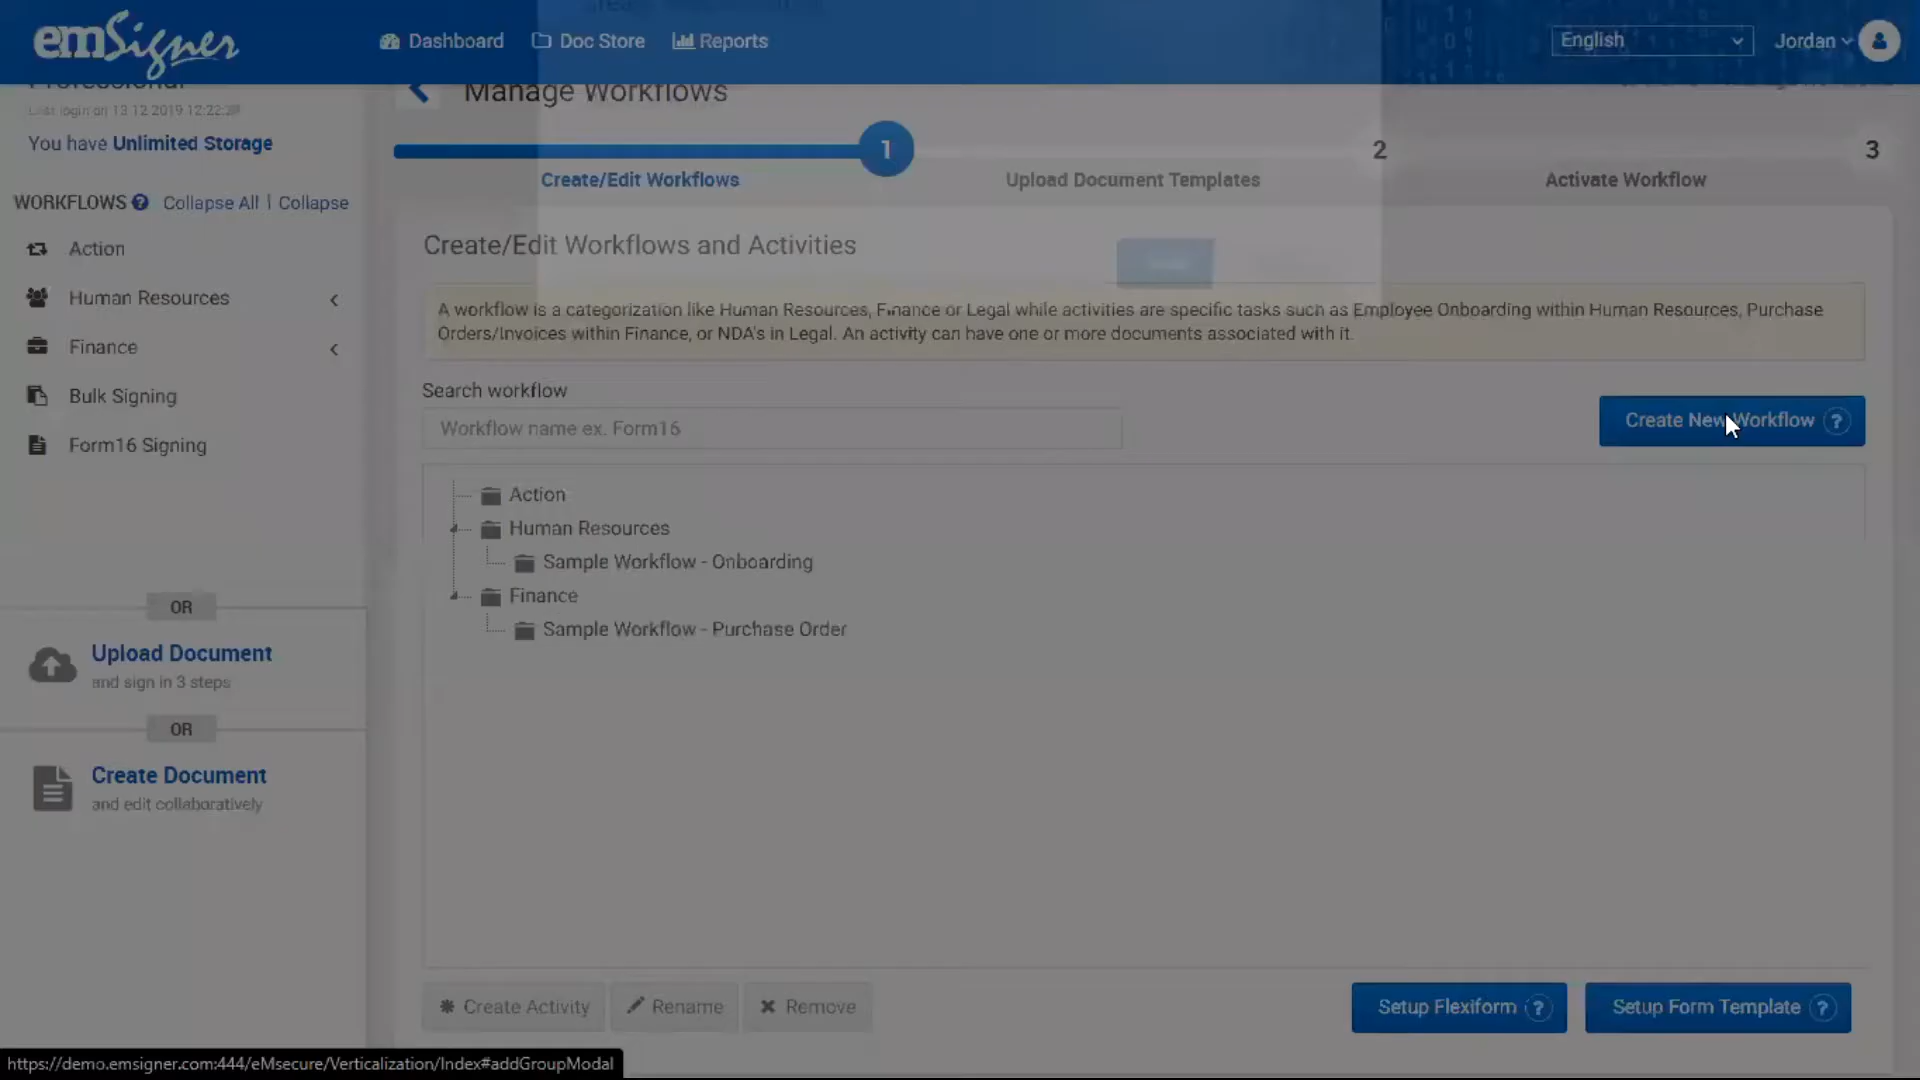 emSigner
Dashboard
Doc Store
Reports
English
Jordan
Professional
Last login on 13 12 2019
You have Unlimited Storage
WORKFLOWS ? Collapse All | Collapse
Action
Human Resources
Finance
Bulk Signing
Form16 Signing
OR
Upload Document
and sign in 3 steps
OR
Create Document
and edit collaboratively
Manage Workflows
1
2
3
Create/Edit Workflows
Upload Document Templates
Activate Workflow
Create/Edit Workflows and Activities
A workflow is a categorization like Human Resources, Finance or Legal while activities are specific tasks such as Employee Onboarding within Human Resources, Purchase
Orders/Invoices within Finance, or NDA's in Legal. An activity can have one or more documents associated with it.
Search workflow
Workflow name ex. Form16
Create New Workflow ?
Action
Human Resources
Sample Workflow - Onboarding
Finance
Sample Workflow - Purchase Order
Create Activity
Rename
Remove
Setup Flexiform ?
Setup Form Template ?
https://demo.emsigner.com:444/eMsecure/Verticalization/Index#addGroupModal